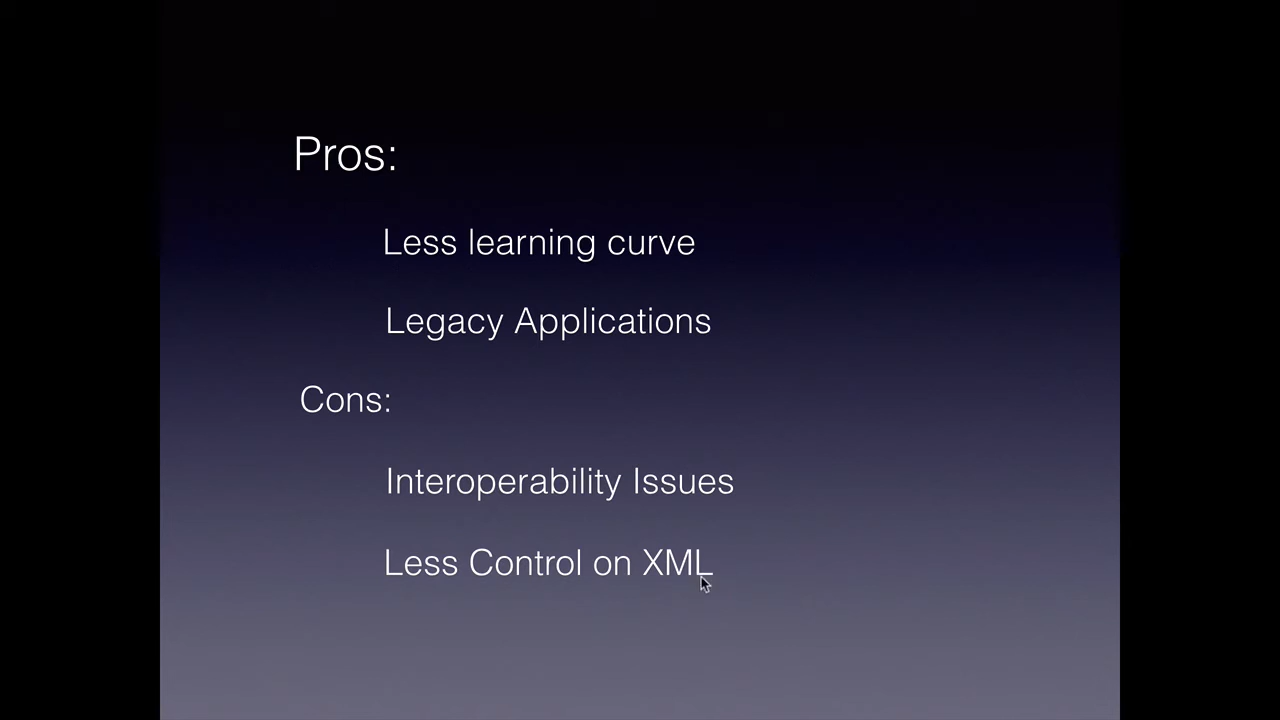 Pros:
Less learning curve
Legacy Applications
Cons:
Interoperability Issues
Less Control on XML